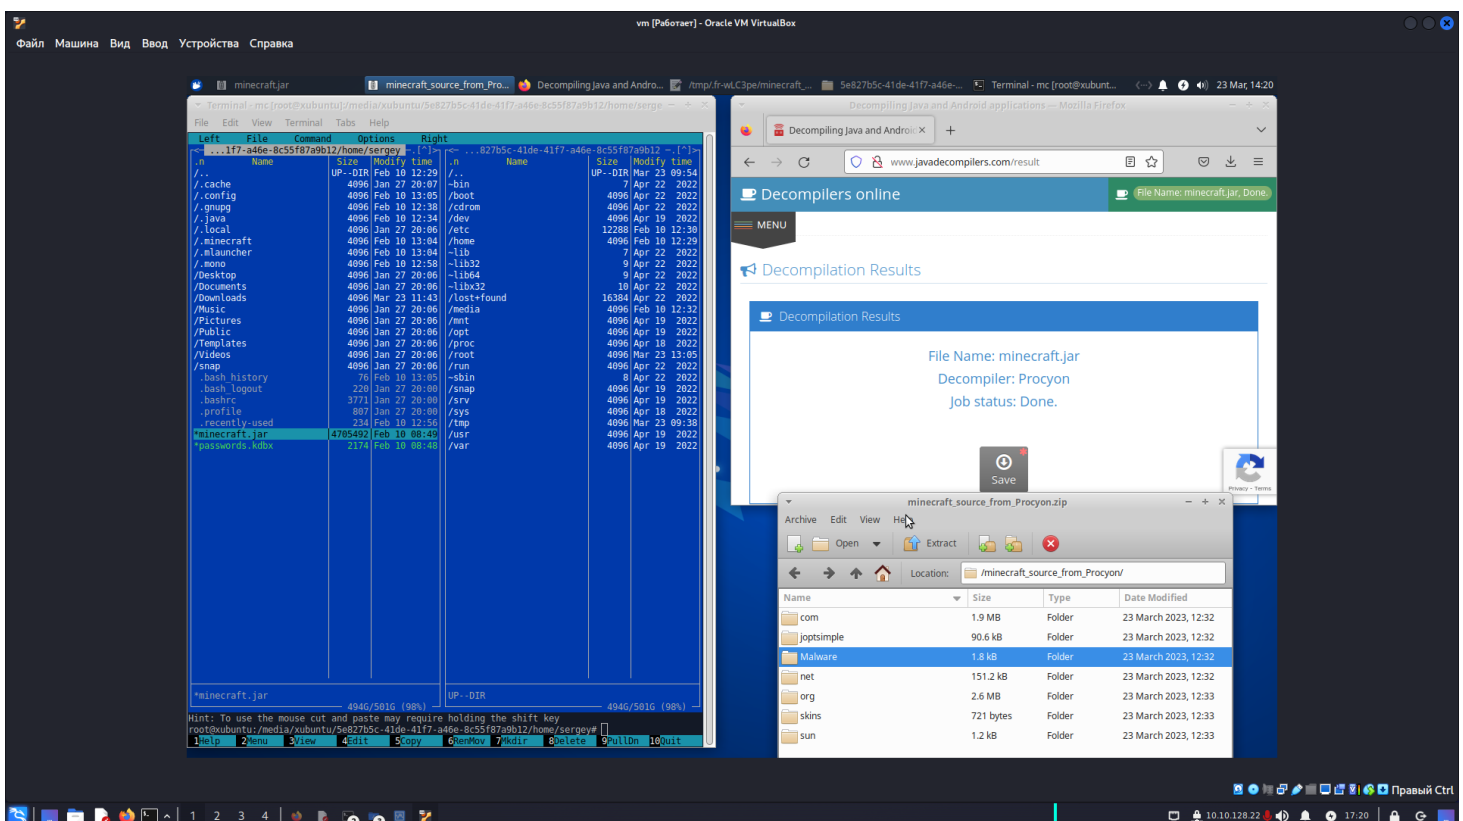 vm [Работает] - Oracle VM VirtualBox
Файл Машина Вид Ввод Устройства Справка
minecraft.jar minecraft_source_from_Pro... Decompiling Java and Andro... /tmp/.fr-wLC3pe/minecraft_... 5e827b5c-41de-41f7-a46e-... Terminal - mc [root@xubunt... 23 Mar, 14:20
Terminal - mc [root@xubuntu]:/media/xubuntu/5e827b5c-41de-41f7-a46e-8c55f87a9b12/home/serge
File Edit View Terminal Tabs Help
Left File Command Options Right
<— ...1f7-a46e-8c55f87a9b12/home/sergey —.[^]> <— ...827b5c-41de-41f7-a46e-8c55f87a9b12 —.[^]>
.n Name Size Modify time .n Name Size Modify time
/.. UP--DIR Feb 10 12:29 /.. UP--DIR Mar 23 09:54
/.cache 4096 Jan 27 20:07 ~bin 7 Apr 22 2022
/.config 4096 Feb 10 13:05 /boot 4096 Apr 22 2022
/.gnupg 4096 Feb 10 12:38 /cdrom 4096 Apr 22 2022
/.java 4096 Feb 10 12:34 /dev 4096 Apr 19 2022
/.local 4096 Jan 27 20:06 /etc 12288 Feb 10 12:30
/.minecraft 4096 Feb 10 13:04 /home 4096 Feb 10 12:29
/.mlauncher 4096 Feb 10 13:04 ~lib 7 Apr 22 2022
/.mono 4096 Feb 10 12:58 ~lib32 9 Apr 22 2022
/Desktop 4096 Jan 27 20:06 ~lib64 9 Apr 22 2022
/Documents 4096 Jan 27 20:06 ~libx32 10 Apr 22 2022
/Downloads 4096 Mar 23 11:43 /lost+found 16384 Apr 22 2022
/Music 4096 Jan 27 20:06 /media 4096 Feb 10 12:32
/Pictures 4096 Jan 27 20:06 /mnt 4096 Apr 19 2022
/Public 4096 Jan 27 20:06 /opt 4096 Apr 19 2022
/Templates 4096 Jan 27 20:06 /proc 4096 Apr 18 2022
/Videos 4096 Jan 27 20:06 /root 4096 Mar 23 13:05
/snap 4096 Jan 27 20:06 /run 4096 Apr 22 2022
.bash_history 76 Feb 10 13:05 ~sbin 8 Apr 22 2022
.bash_logout 220 Jan 27 20:00 /snap 4096 Apr 19 2022
.bashrc 3771 Jan 27 20:00 /srv 4096 Apr 19 2022
.profile 807 Jan 27 20:00 /sys 4096 Apr 18 2022
.recently-used 234 Feb 10 12:56 /tmp 4096 Mar 23 09:38
*minecraft.jar 4705492 Feb 10 08:49 /usr 4096 Apr 19 2022
*passwords.kdbx 2174 Feb 10 08:48 /var 4096 Apr 19 2022
*minecraft.jar UP--DIR
494G/501G (98%) 494G/501G (98%)
Hint: To use the mouse cut and paste may require holding the shift key
root@xubuntu:/media/xubuntu/5e827b5c-41de-41f7-a46e-8c55f87a9b12/home/sergey#
1Help 2Menu 3View 4Edit 5Copy 6RenMov 7Mkdir 8Delete 9PullDn 10Quit
Decompiling Java and Android applications — Mozilla Firefox
Decompiling Java and Androi
www.javadecompilers.com/result
Decompilers online File Name: minecraft.jar, Done.
MENU
Decompilation Results
Decompilation Results
File Name: minecraft.jar
Decompiler: Procyon
Job status: Done.
Save
Privacy - Terms
minecraft_source_from_Procyon.zip
Archive Edit View Help
Open Extract
Location: /minecraft_source_from_Procyon/
Name Size Type Date Modified
com 1.9 MB Folder 23 March 2023, 12:32
joptsimple 90.6 kB Folder 23 March 2023, 12:32
Malware 1.8 kB Folder 23 March 2023, 12:32
net 151.2 kB Folder 23 March 2023, 12:32
org 2.6 MB Folder 23 March 2023, 12:33
skins 721 bytes Folder 23 March 2023, 12:33
sun 1.2 kB Folder 23 March 2023, 12:33
Правый Ctrl
1 2 3 4 10.10.128.22 17:20